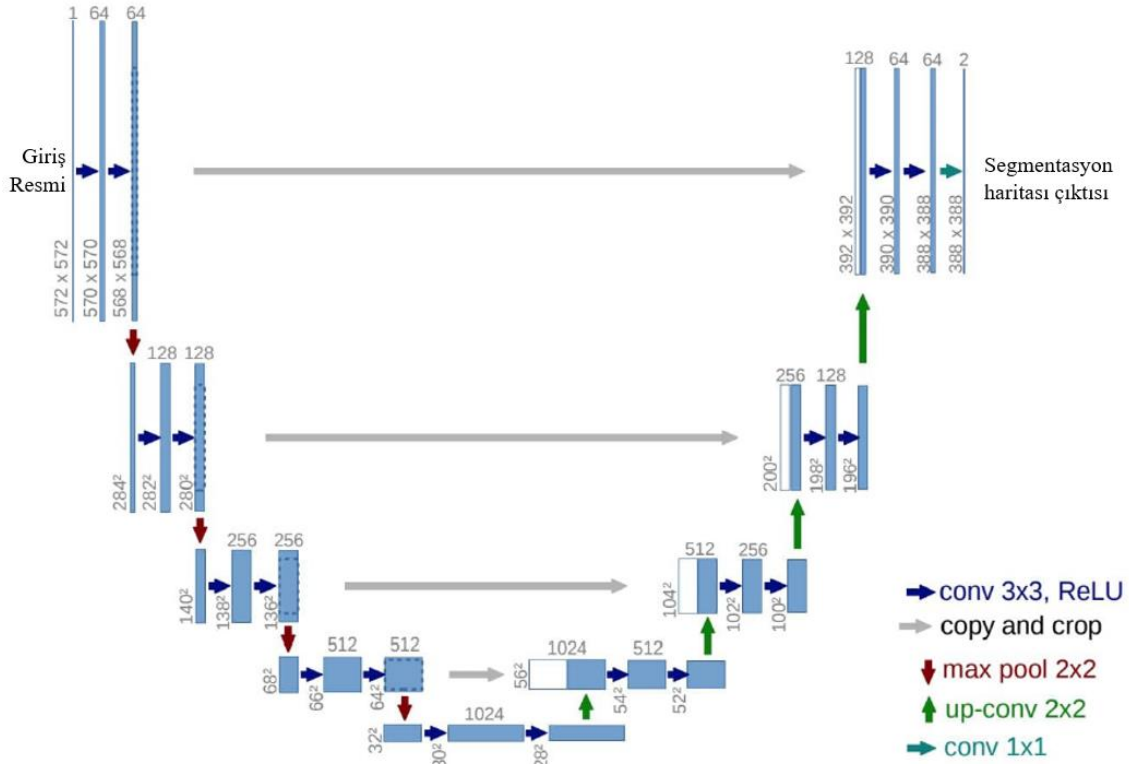 1 64 64
128 64 64 2
Giriş
Resmi
Segmentasyon
haritası çıktısı
572 x 572
570 x 570
568 x 568
392 x 392
390 x 390
388 x 388
388 x 388
128 128
256 128
284²
282²
280²
200²
198²
196²
256 256
512 256
140²
138²
136²
104²
102²
100²
512 512
1024 512
68²
66²
64²
56²
54²
52²
1024
32²
30²
28²
conv 3x3, ReLU
copy and crop
max pool 2x2
up-conv 2x2
conv 1x1